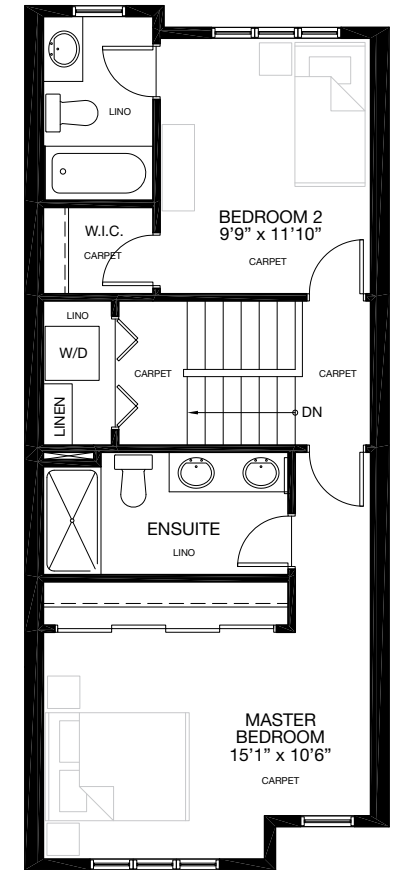 LINO
W.I.C.
CARPET
BEDROOM 2
9'9” x 11'10”
CARPET
LINO
W/D
LINEN
CARPET
CARPET
DN
ENSUITE
LINO
MASTER
BEDROOM
15'1” x 10'6”
CARPET